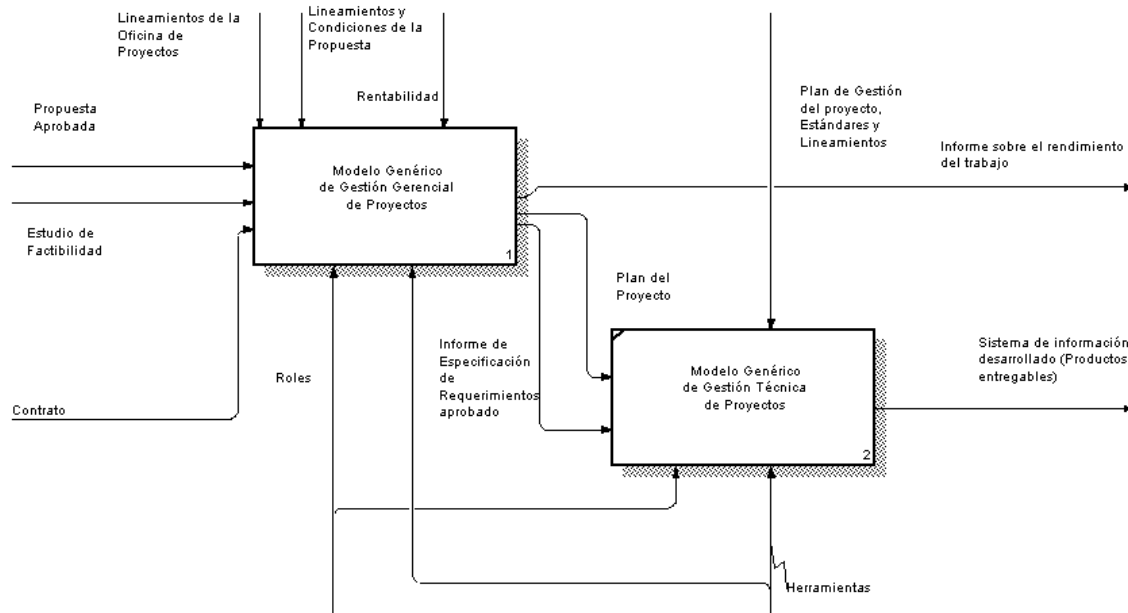 Lineamientos de la
Oficina de
Proyectos
Lineamientos y
Condiciones de la
Propuesta
Rentabilidad
Propuesta
Aprobada
Plan de Gestión
del proyecto,
Estándares y
Lineamientos
Informe sobre el rendimiento
del trabajo
Modelo Genérico
de Gestión Gerencial
de Proyectos
1
Estudio de
Factibilidad
Plan del
Proyecto
Informe de
Especificación
de
Requerimientos
aprobado
Roles
Contrato
Modelo Genérico
de Gestión Técnica
de Proyectos
2
Sistema de información
desarrollado (Productos
entregables)
Herramientas